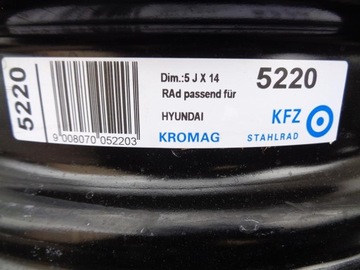 5220
9 008070 052203
Dim.:5 J X 14
RAd passend für
HYUNDAI
KROMAG
5220
KFZ
STAHLRAD